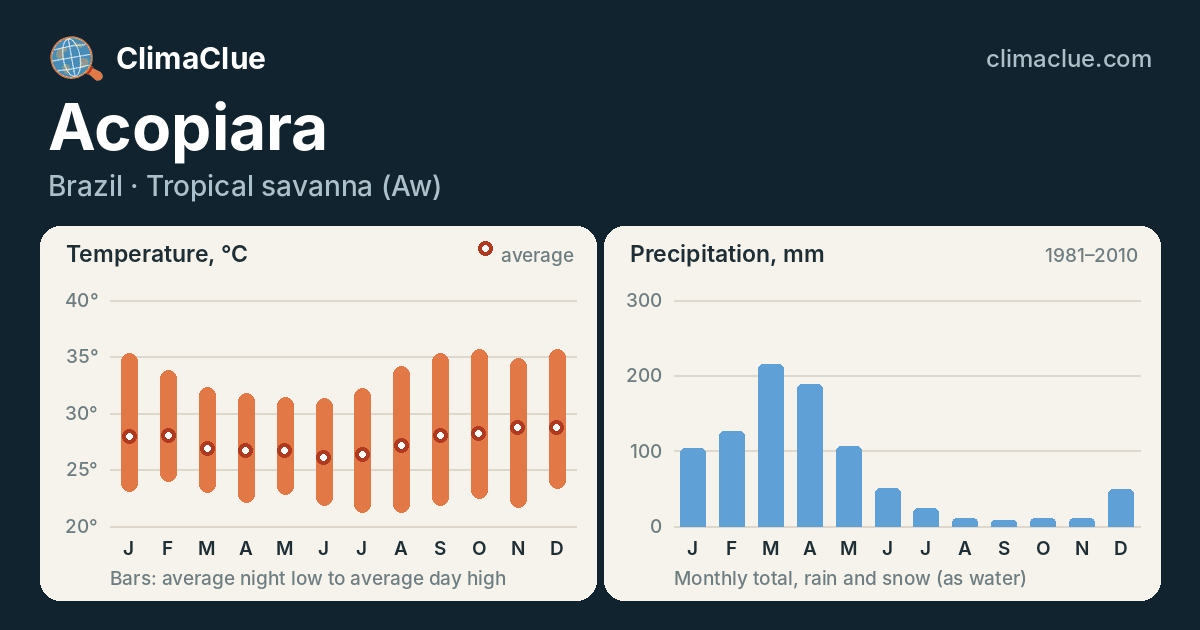 ClimaClue
climaclue.com
Acopiara
Brazil · Tropical savanna (Aw)
Temperature, °C
average
40°
35°
30°
25°
20°
J F M A M J J A S O N D
Bars: average night low to average day high
Precipitation, mm
1981–2010
300
200
100
0
J F M A M J J A S O N D
Monthly total, rain and snow (as water)